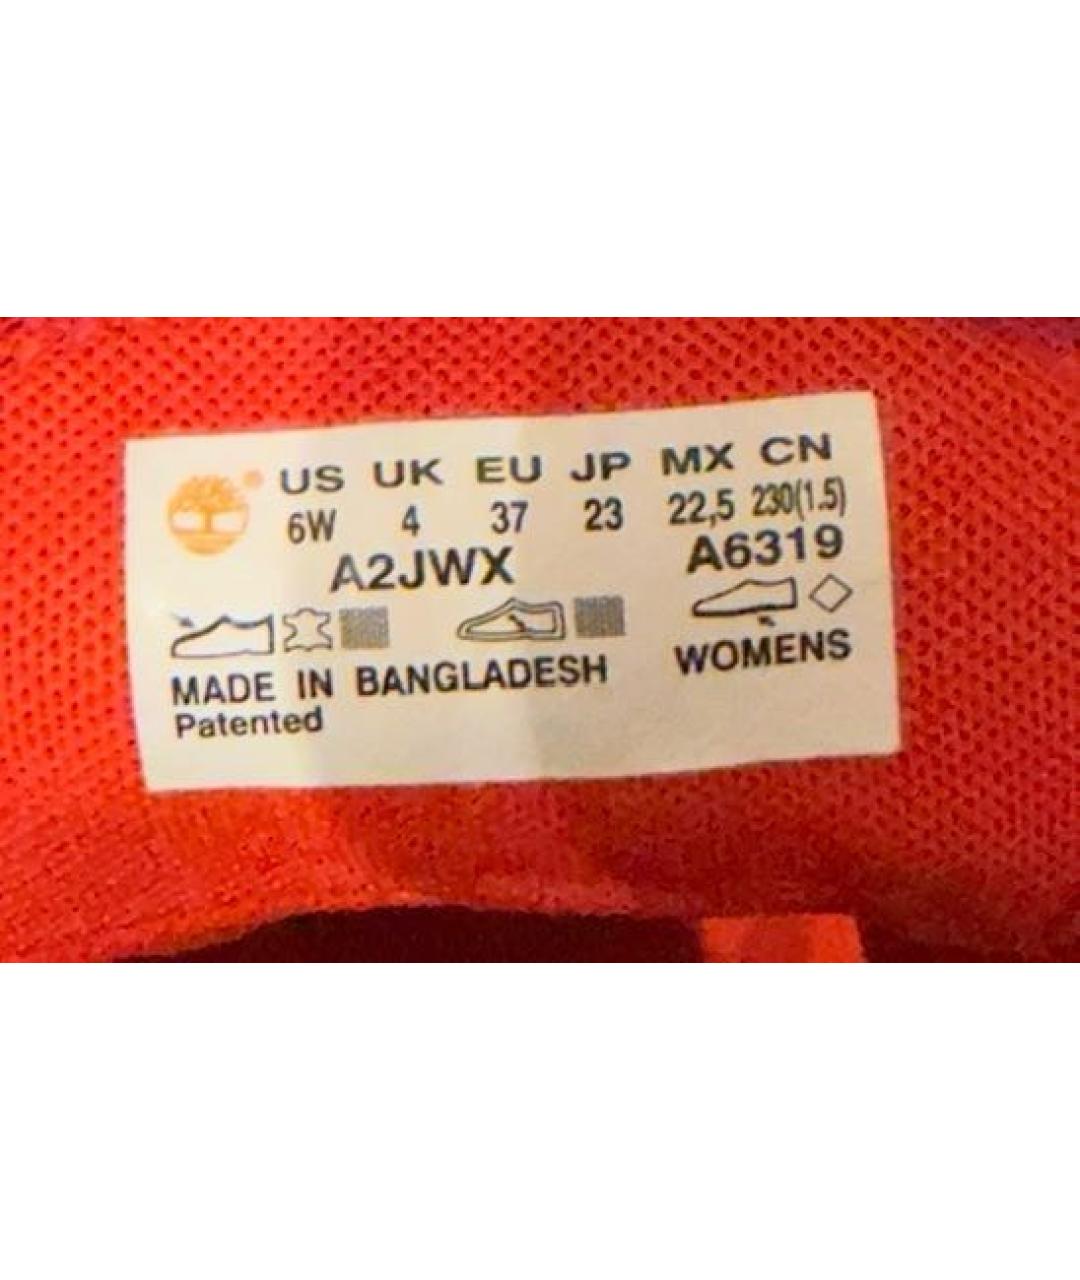 US UK EU JP MX CN
6W 4 37 23 22,5 230(1.5)
A2JWX A6319
MADE IN BANGLADESH WOMENS
Patented